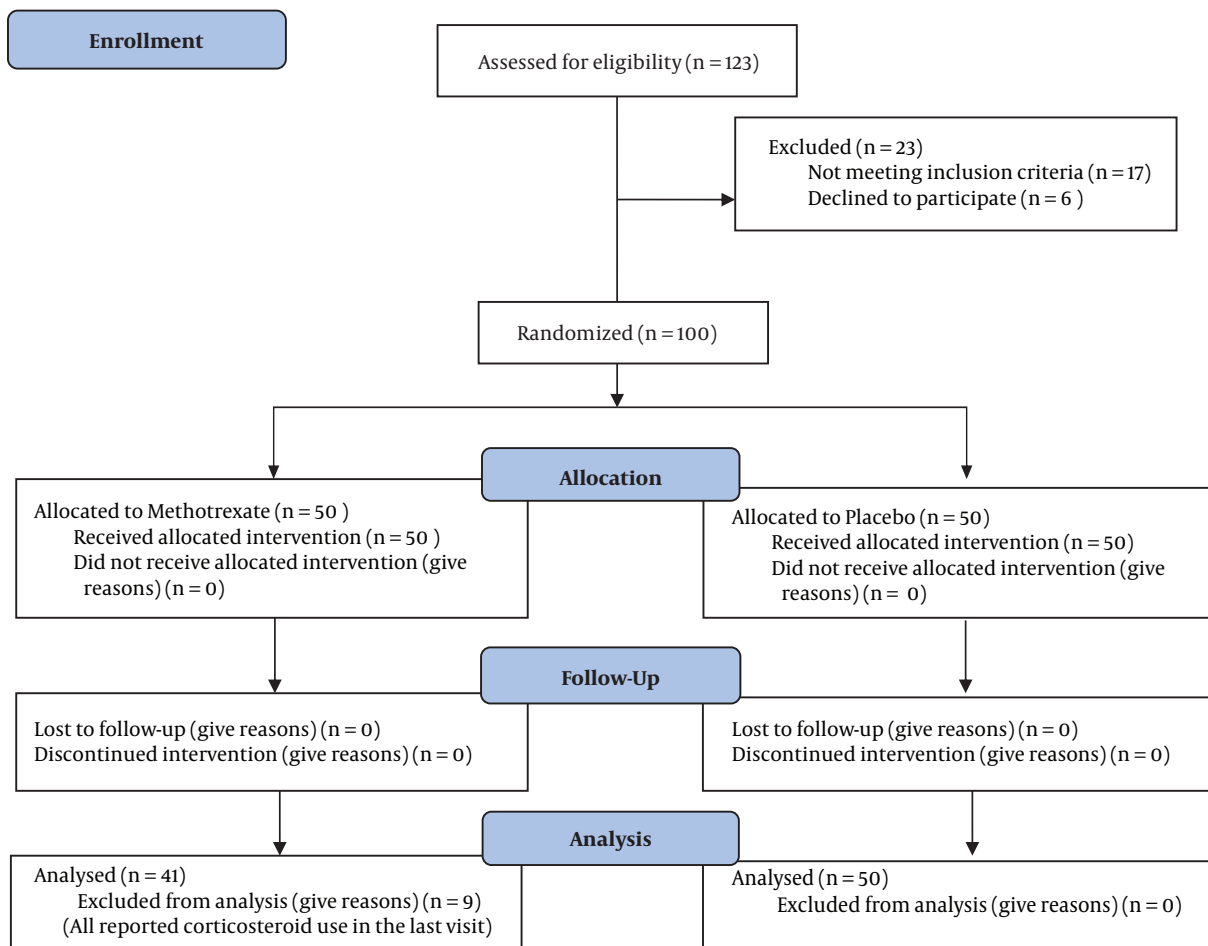 Enrollment
Assessed for eligibility (n = 123)
Excluded (n = 23)
Not meeting inclusion criteria (n = 17)
Declined to participate (n = 6 )
Randomized (n = 100)
Allocation
Allocated to Methotrexate (n = 50 )
Received allocated intervention (n = 50 )
Did not receive allocated intervention (give
reasons) (n = 0)
Allocated to Placebo (n = 50)
Received allocated intervention (n = 50)
Did not receive allocated intervention (give
reasons) (n = 0)
Follow-Up
Lost to follow-up (give reasons) (n = 0)
Discontinued intervention (give reasons) (n = 0)
Lost to follow-up (give reasons) (n = 0)
Discontinued intervention (give reasons) (n = 0)
Analysis
Analysed (n = 41)
Excluded from analysis (give reasons) (n = 9)
(All reported corticosteroid use in the last visit)
Analysed (n = 50)
Excluded from analysis (give reasons) (n = 0)